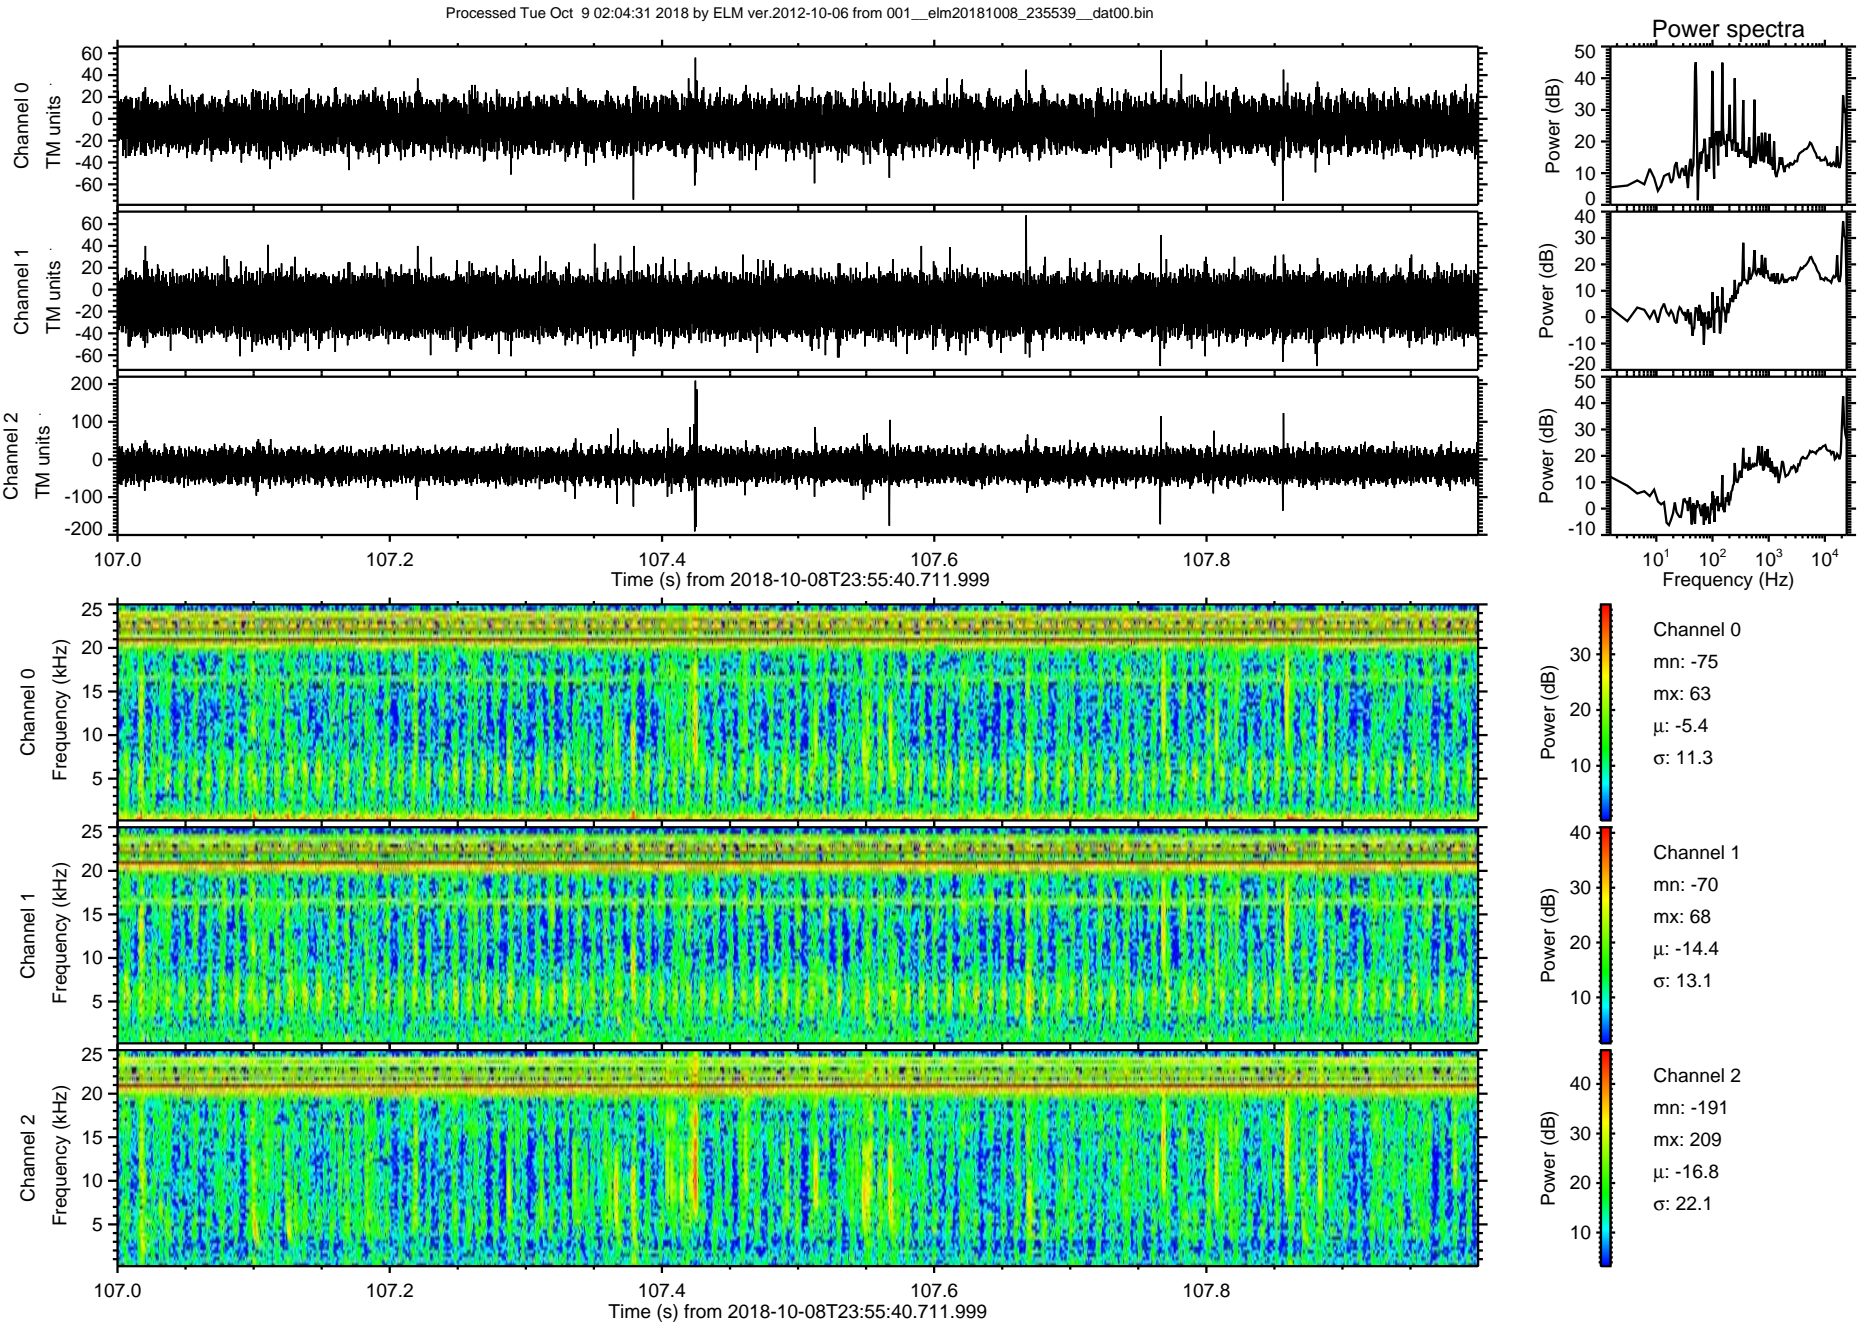 Processed Tue Oct  9 02:04:31 2018 by ELM ver.2012-10-06 from 001__elm20181008_235539__dat00.bin
Power spectra
Channel 0
TM units
60
40
20
0
-20
-40
-60
Power (dB)
50
40
30
20
10
0
Channel 1
TM units
60
40
20
0
-20
-40
-60
Power (dB)
40
30
20
10
0
-10
-20
Channel 2
TM units
200
100
0
-100
-200
Power (dB)
50
40
30
20
10
0
-10
107.0 107.2 107.4 107.6 107.8
Time (s) from 2018-10-08T23:55:40.711.999
10¹ 10² 10³ 10⁴
Frequency (Hz)
Channel 0
Frequency (kHz)
25
20
15
10
5
Power (dB)
30
20
10
Channel 0
mn: -75
mx: 63
μ: -5.4
σ: 11.3
Channel 1
Frequency (kHz)
25
20
15
10
5
Power (dB)
40
30
20
10
Channel 1
mn: -70
mx: 68
μ: -14.4
σ: 13.1
Channel 2
Frequency (kHz)
25
20
15
10
5
Power (dB)
40
30
20
10
Channel 2
mn: -191
mx: 209
μ: -16.8
σ: 22.1
107.0 107.2 107.4 107.6 107.8
Time (s) from 2018-10-08T23:55:40.711.999